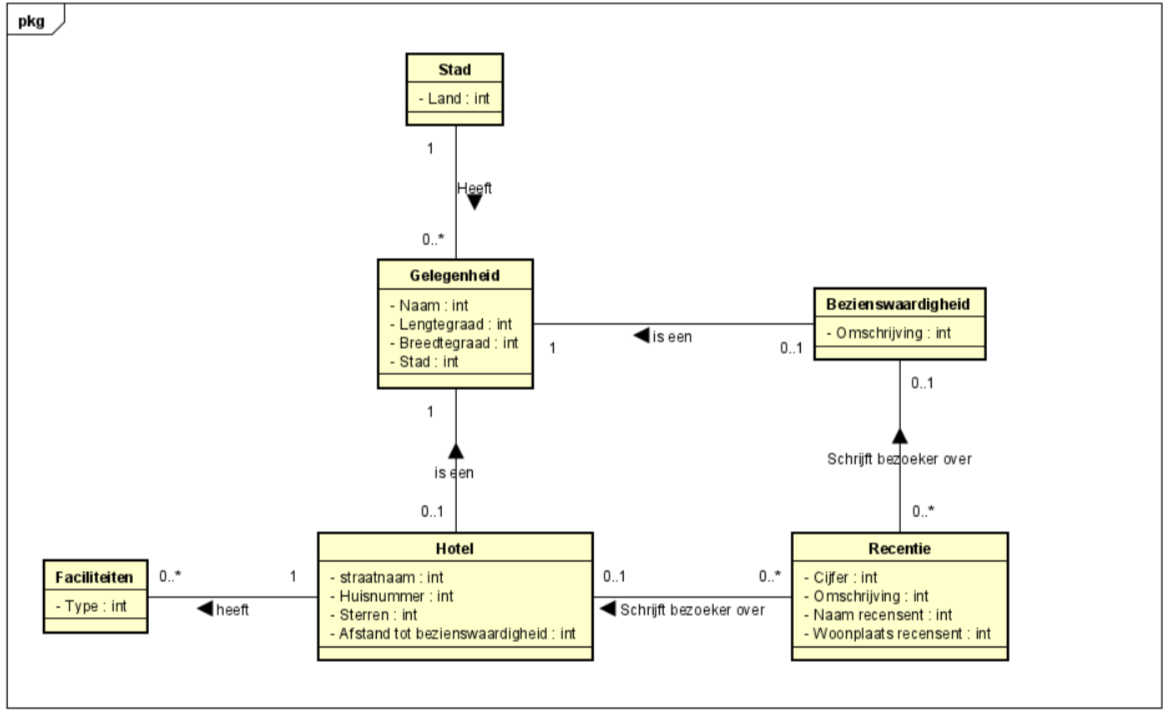 pkg
Stad
- Land : int
1
Heeft
0..*
Gelegenheid
- Naam : int
- Lengtegraad : int
- Breedtegraad : int
- Stad : int
Bezienswaardigheid
- Omschrijving : int
is een
1
0..1
1
0..1
is een
Schrijft bezoeker over
0..1
0..*
Hotel
- straatnaam : int
- Huisnummer : int
- Sterren : int
- Afstand tot bezienswaardigheid : int
Recentie
- Cijfer : int
- Omschrijving : int
- Naam recensent : int
- Woonplaats recensent : int
Faciliteiten
- Type : int
0..*
1
heeft
0..1
0..*
Schrijft bezoeker over